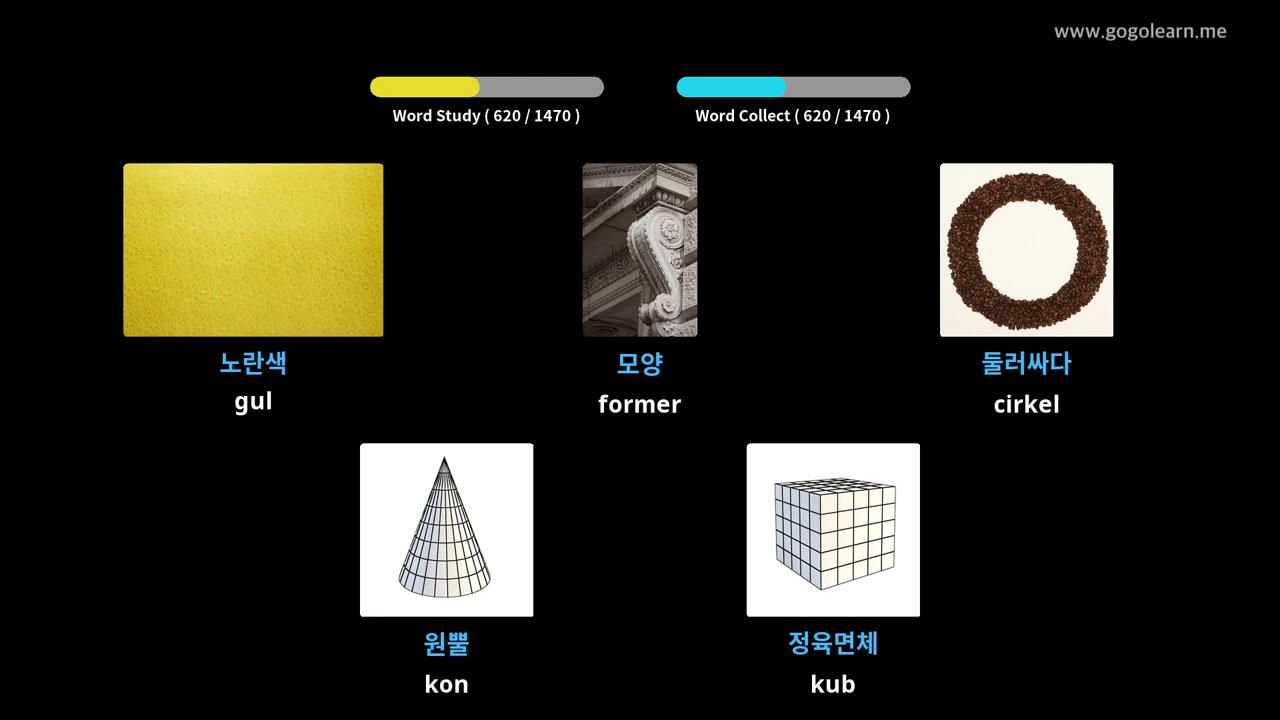 www.gogolearn.me
Word Study ( 620 / 1470 )
Word Collect ( 620 / 1470 )
노란색
gul
모양
former
둘러싸다
cirkel
원뿔
kon
정육면체
kub